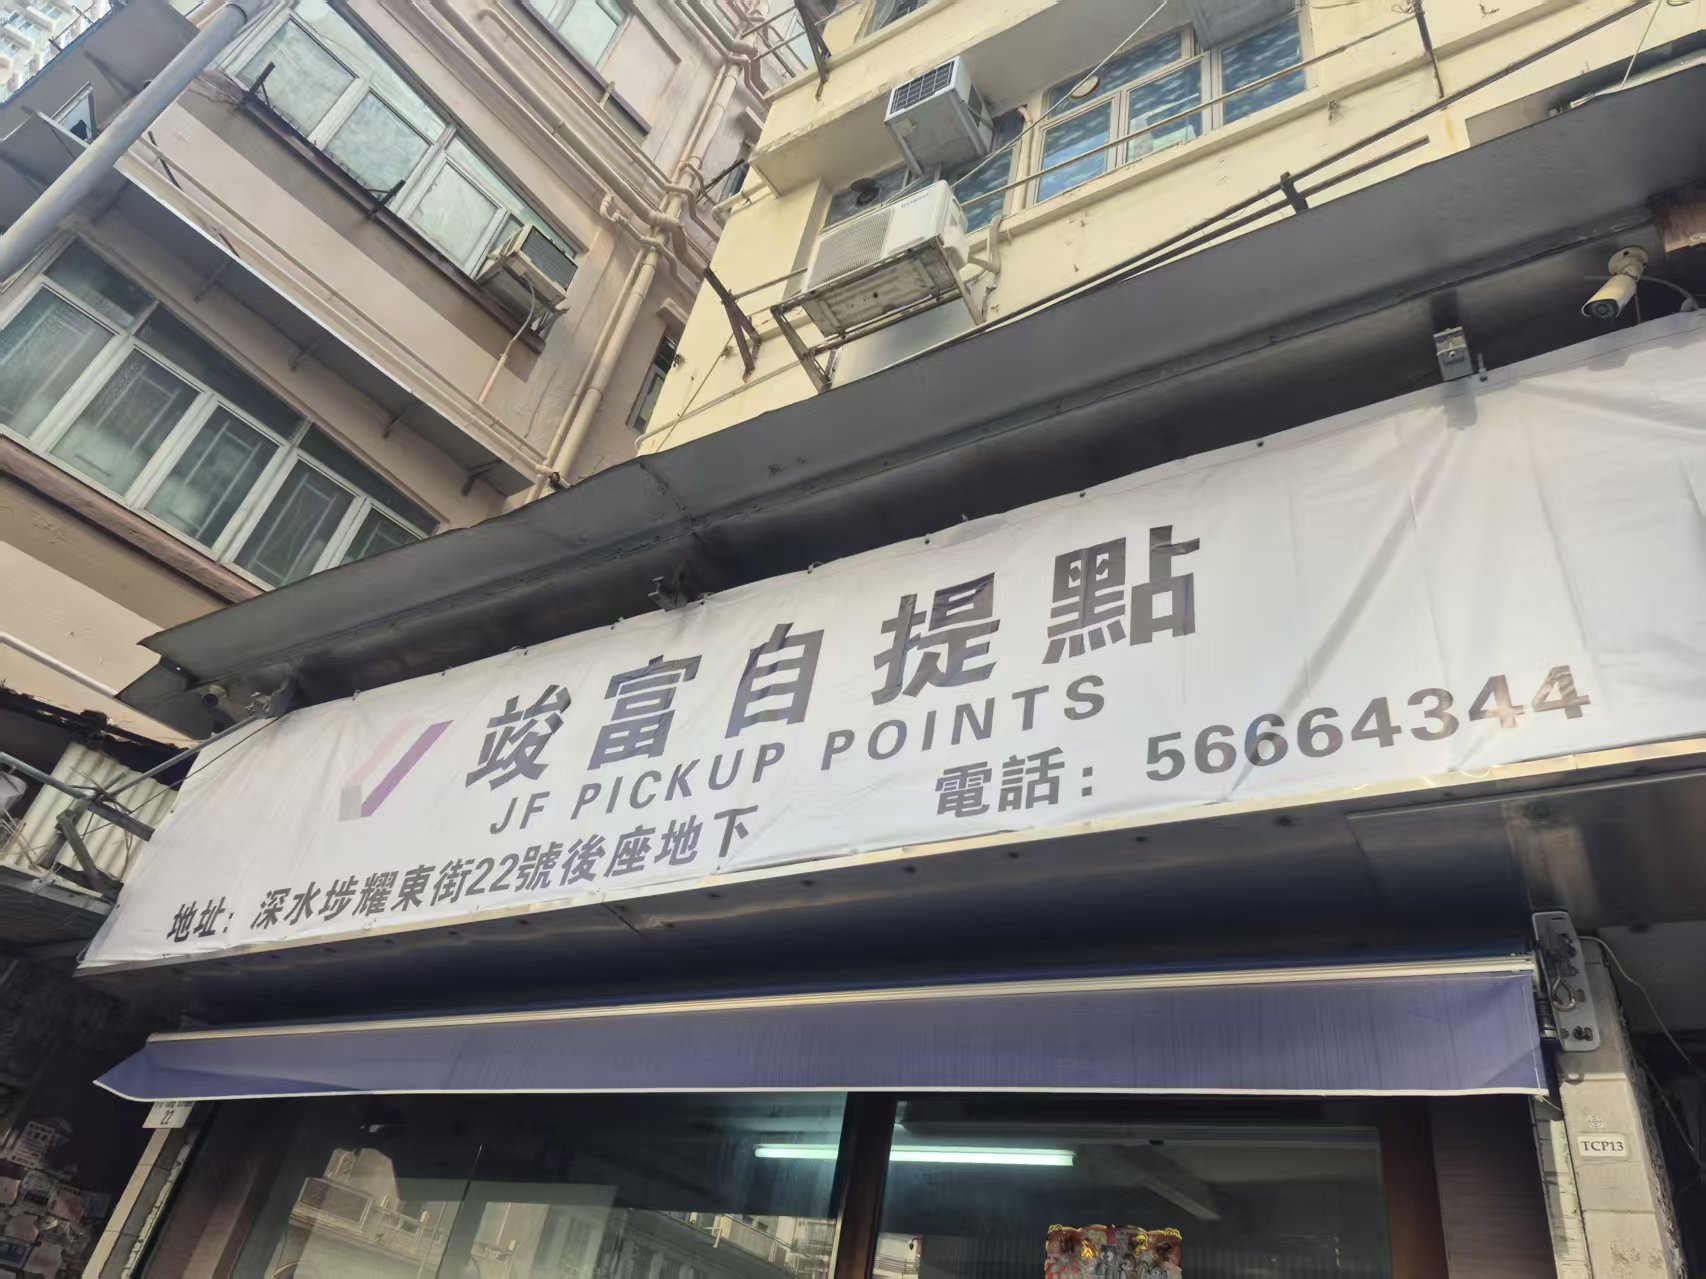 竣富自提點
JF PICKUP POINTS
電話：56664344
地址：深水埗耀東街22號後座地下
22
TCP13